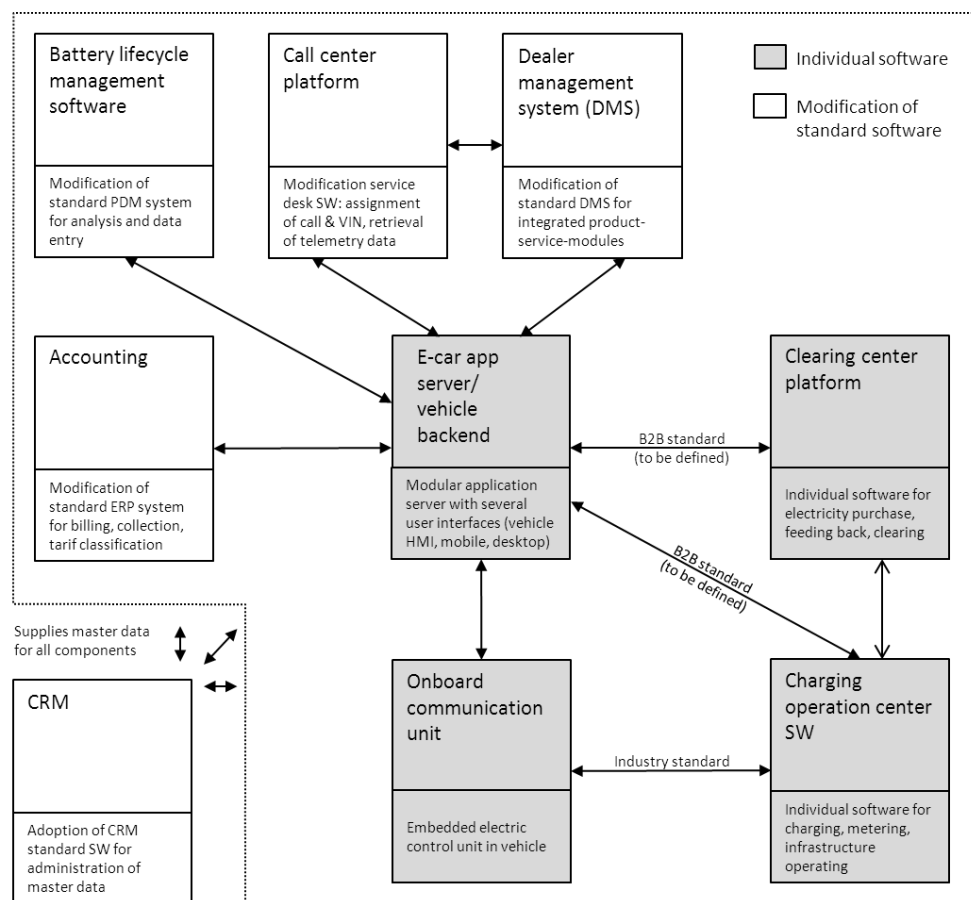 Battery lifecycle
management
software
Modification of
standard PDM system
for analysis and data
entry
Call center
platform
Modification service
desk SW: assignment
of call & VIN, retrieval
of telemetry data
Dealer
management
system (DMS)
Modification of
standard DMS for
integrated product-
service-modules
Individual software
Modification of
standard software
Accounting
Modification of
standard ERP system
for billing, collection,
tarif classification
E-car app
server/
vehicle
backend
Modular application
server with several
user interfaces (vehicle
HMI, mobile, desktop)
B2B standard
(to be defined)
Clearing center
platform
Individual software for
electricity purchase,
feeding back, clearing
B2B standard
(to be defined)
Supplies master data
for all components
CRM
Adoption of CRM
standard SW for
administration of
master data
Onboard
communication
unit
Embedded electric
control unit in vehicle
Industry standard
Charging
operation center
SW
Individual software for
charging, metering,
infrastructure
operating